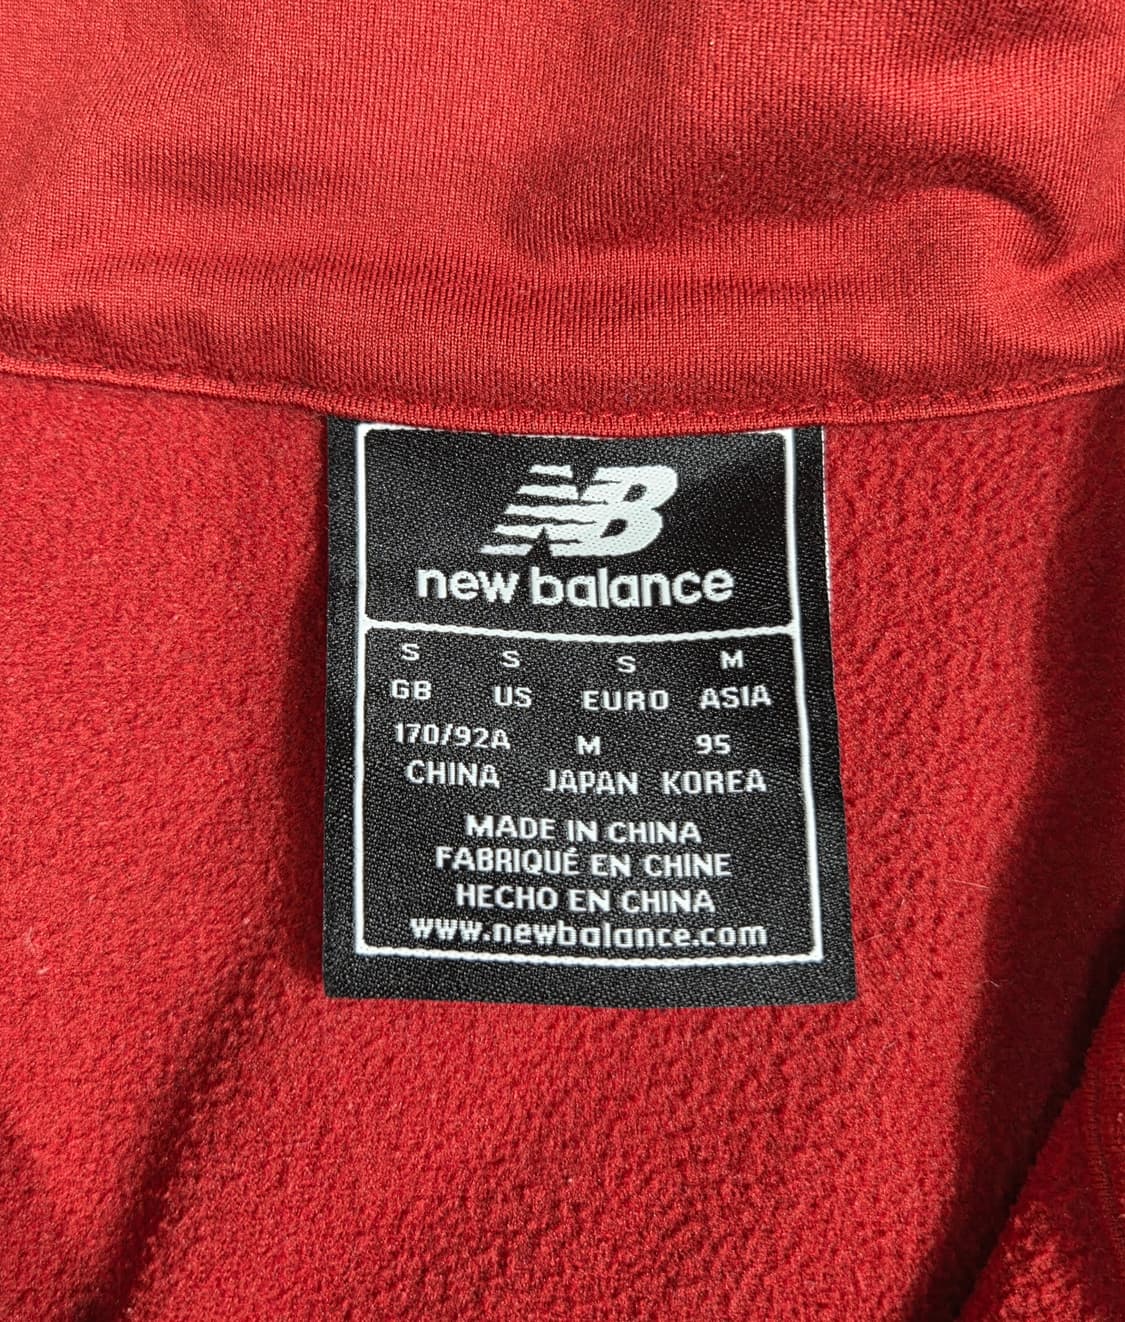 NB
new balance
S S S M
GB US EURO ASIA
170/92A M 95
CHINA JAPAN KOREA
MADE IN CHINA
FABRIQUÉ EN CHINE
HECHO EN CHINA
www.newbalance.com